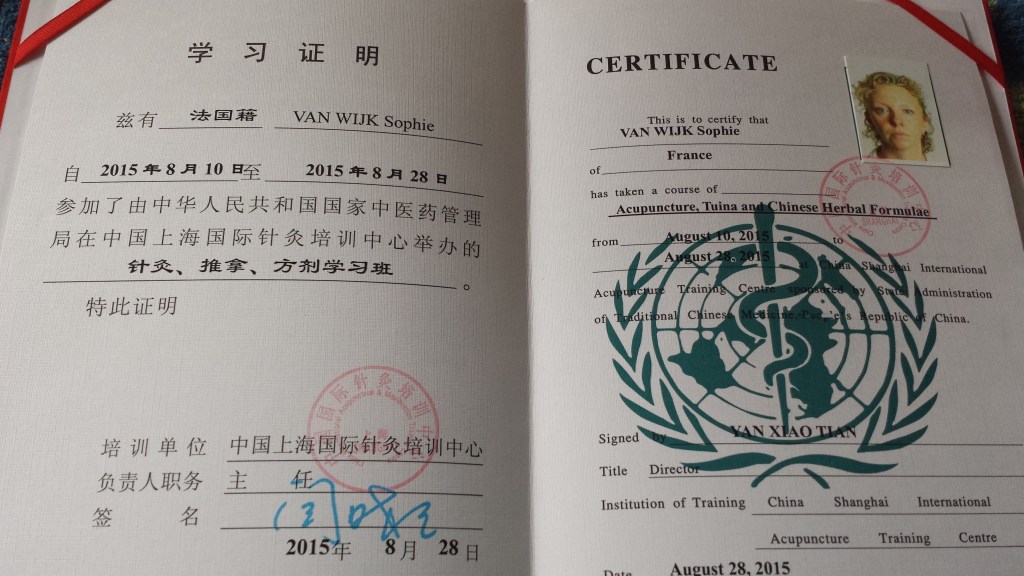 学习证明
兹有 法国藉 VAN WIJK Sophie
自 2015年8月10日至 2015年8月28日
参加了由中华人民共和国国家中医药管理
局在中国上海国际针灸培训中心举办的
针灸、推拿、方剂学习班。
特此证明
培训单位 中国上海国际针灸培训中心
负责人职务 主任
签名
2015年 8月 28日
CERTIFICATE
This is to certify that
VAN WIJK Sophie
of France
has taken a course of
Acupuncture, Tuina and Chinese Herbal Formulae
from August 10, 2015 to
August 28, 2015 at China Shanghai International
Acupuncture Training Centre sponsored by State Administration
of Traditional Chinese Medicine, Peop,e's Republic of China.
Signed by YAN XIAO TIAN
Title Director
Institution of Training China Shanghai International
Acupuncture Training Centre
Date August 28, 2015